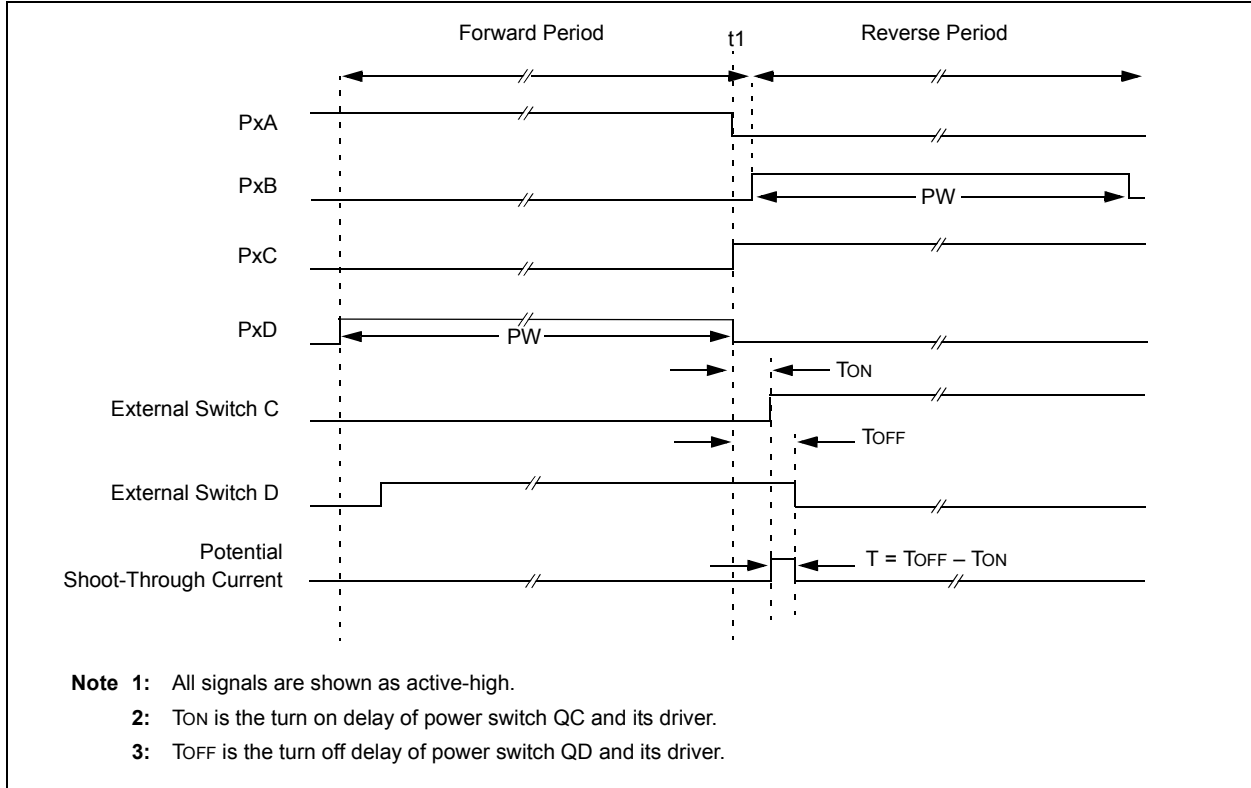 Forward Period
t1
Reverse Period
PxA
PxB
PW
PxC
PxD
PW
TON
External Switch C
TOFF
External Switch D
Potential
Shoot-Through Current
T = TOFF – TON
Note 1: All signals are shown as active-high.
2: TON is the turn on delay of power switch QC and its driver.
3: TOFF is the turn off delay of power switch QD and its driver.